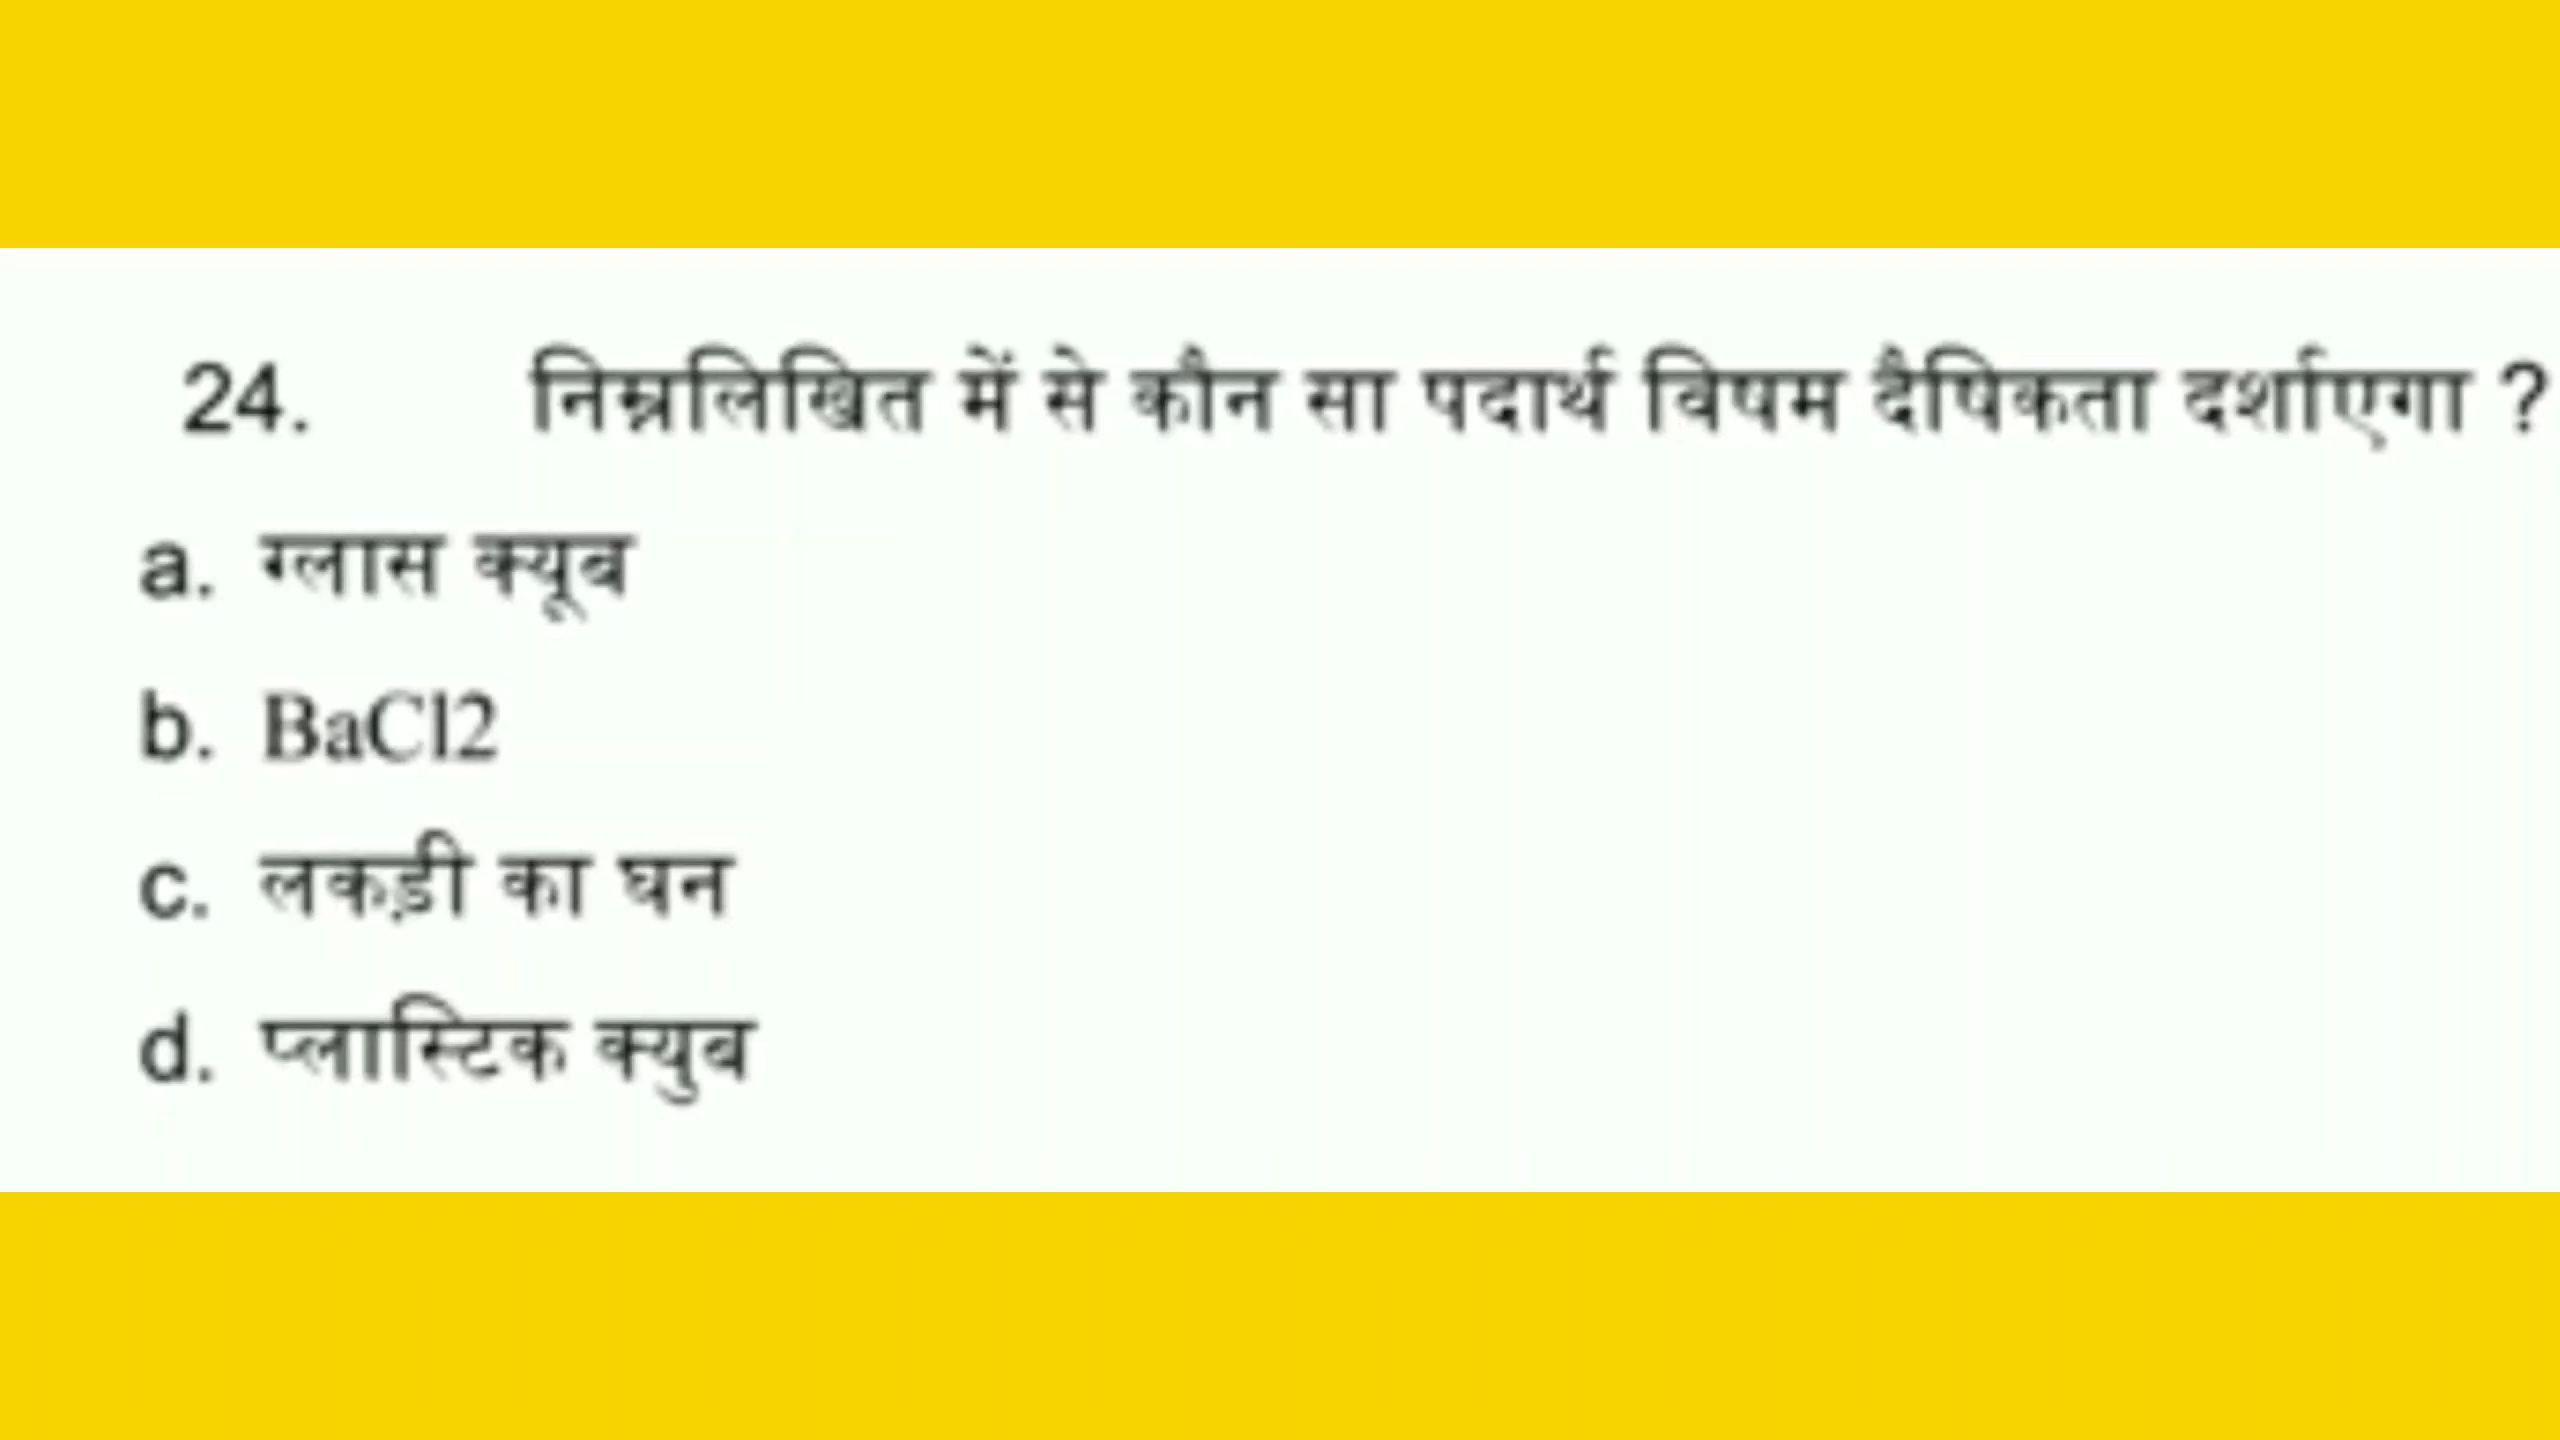 24. निम्नलिखित में से कौन सा पदार्थ विषम दैषिकता दर्शाएगा ?
a. ग्लास क्यूब
b. BaCl2
c. लकड़ी का घन
d. प्लास्टिक क्युब